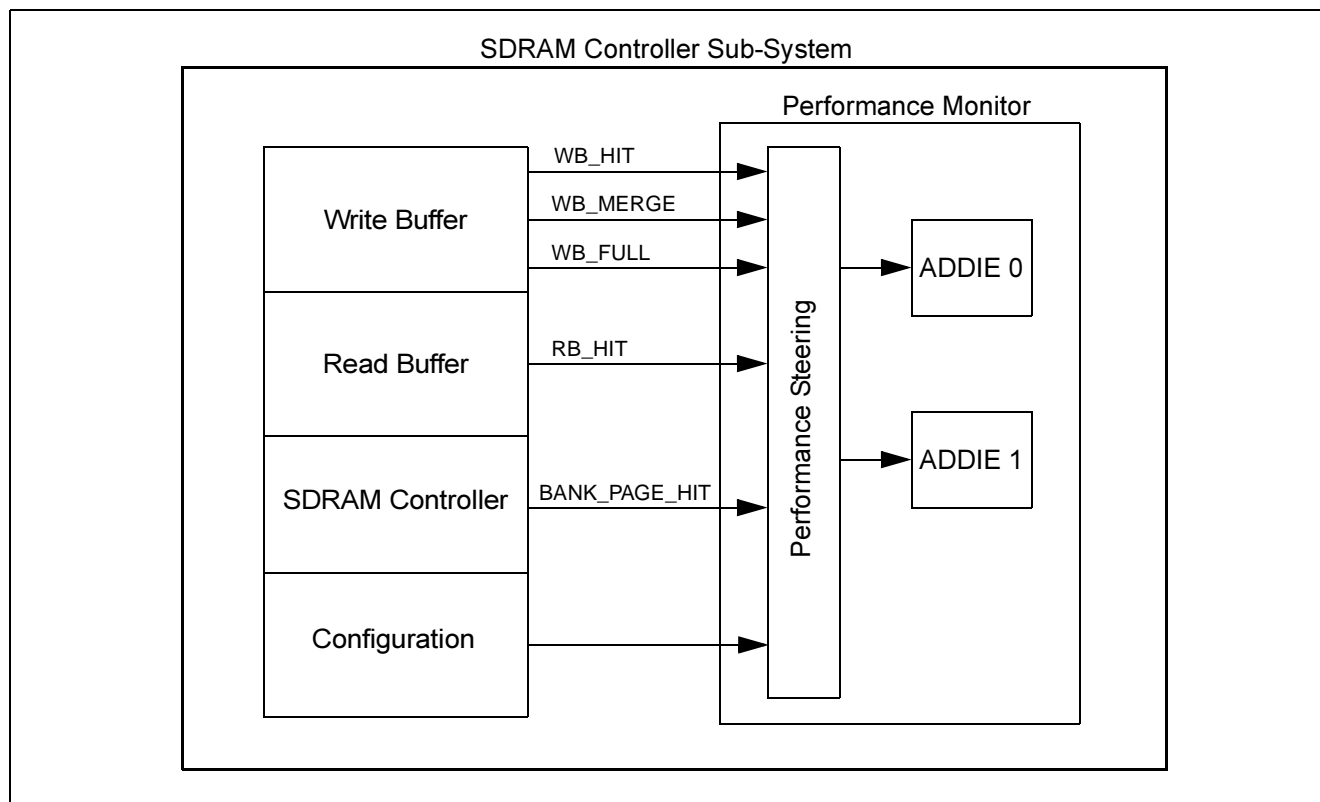 SDRAM Controller Sub-System
Performance Monitor
WB_HIT
Write Buffer
WB_MERGE
WB_FULL
ADDIE 0
Read Buffer
RB_HIT
Performance Steering
ADDIE 1
SDRAM Controller
BANK_PAGE_HIT
Configuration